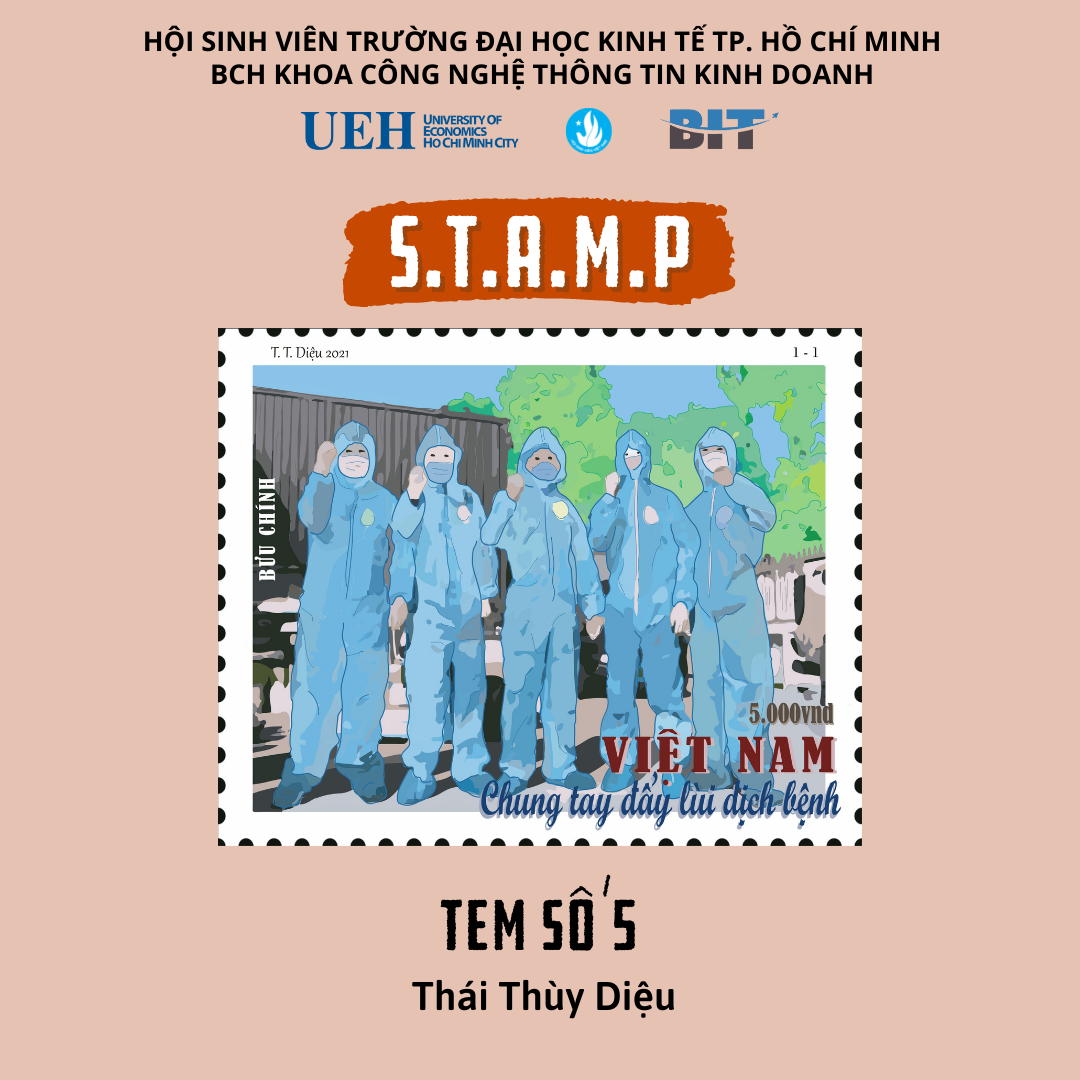 HỘI SINH VIÊN TRƯỜNG ĐẠI HỌC KINH TẾ TP. HỒ CHÍ MINH
BCH KHOA CÔNG NGHỆ THÔNG TIN KINH DOANH
UEH UNIVERSITY OF
ECONOMICS
HO CHI MINH CITY
BIT
S.T.A.M.P
T. T. Diệu 2021
1 - 1
BƯU CHÍNH
5.000vnd
VIỆT NAM
Chung tay đẩy lùi dịch bệnh
TEM SỐ 5
Thái Thùy Diệu